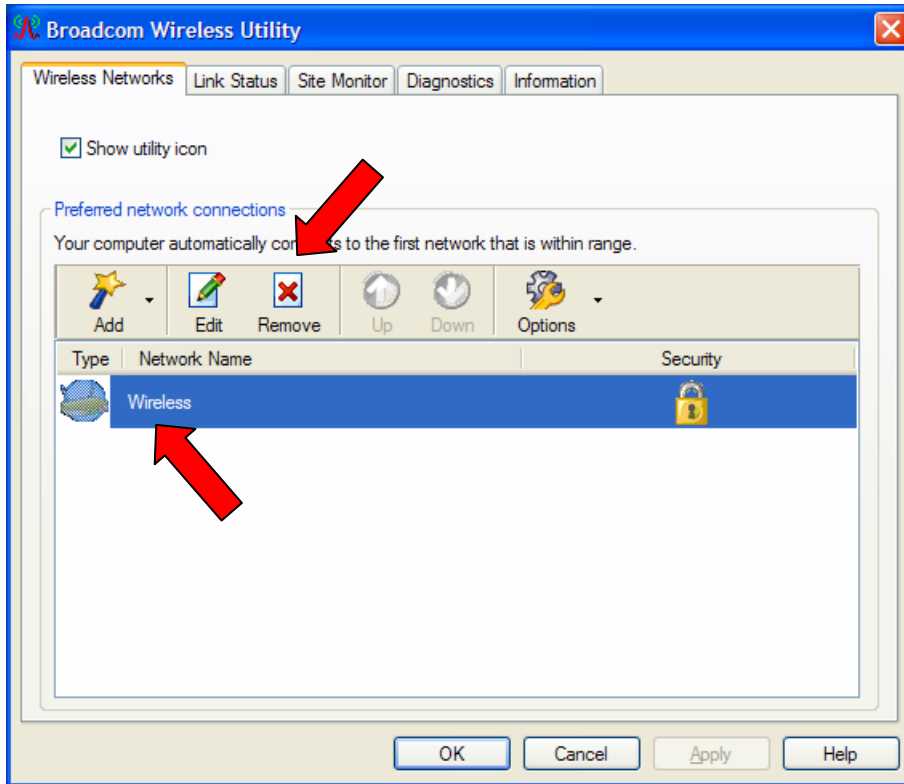 Broadcom Wireless Utility
Wireless Networks Link Status Site Monitor Diagnostics Information
Show utility icon
Preferred network connections
Your computer automatically to the first network that is within range.
Add Edit Remove Up Down Options
Type Network Name Security
Wireless
OK Cancel Apply Help